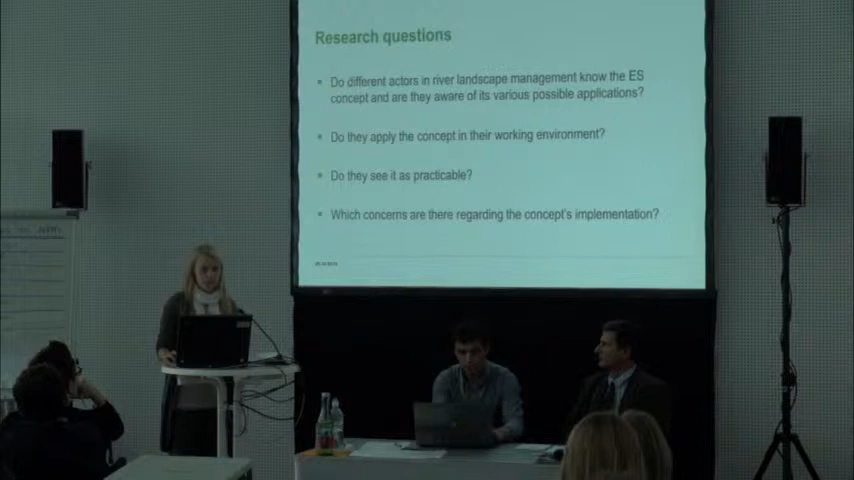 Research questions
Do different actors in river landscape management know the ES
concept and are they aware of its various possible applications?
Do they apply the concept in their working environment?
Do they see it as practicable?
Which concerns are there regarding the concept's implementation?